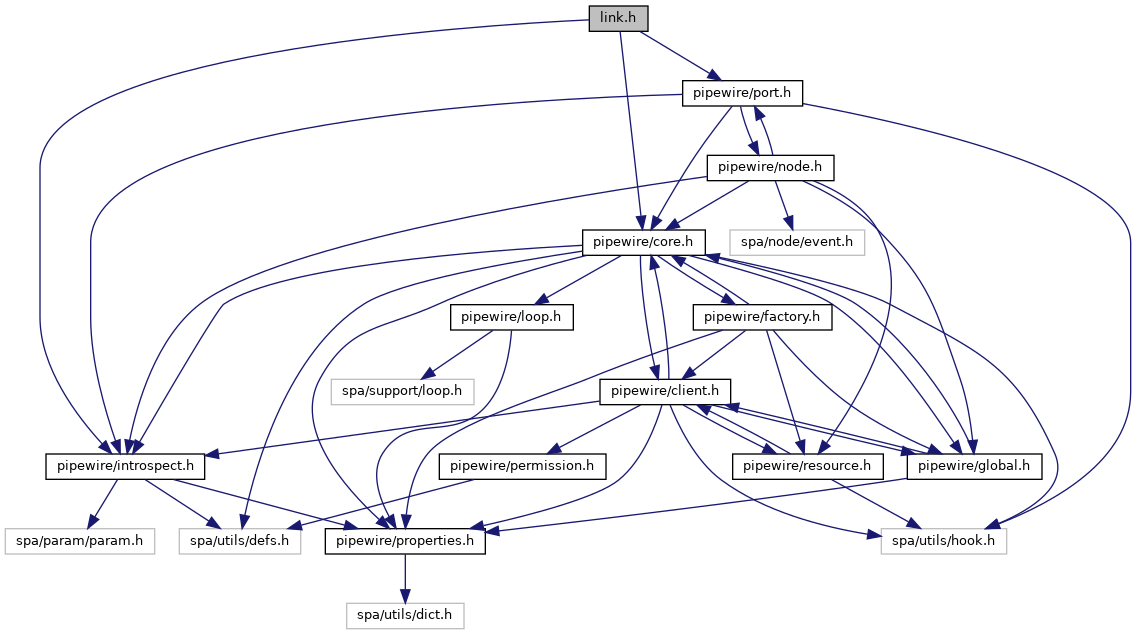 link.h
pipewire/port.h
pipewire/node.h
pipewire/core.h
spa/node/event.h
pipewire/loop.h
pipewire/factory.h
spa/support/loop.h
pipewire/client.h
pipewire/introspect.h
pipewire/permission.h
pipewire/resource.h
pipewire/global.h
spa/param/param.h
spa/utils/defs.h
pipewire/properties.h
spa/utils/hook.h
spa/utils/dict.h